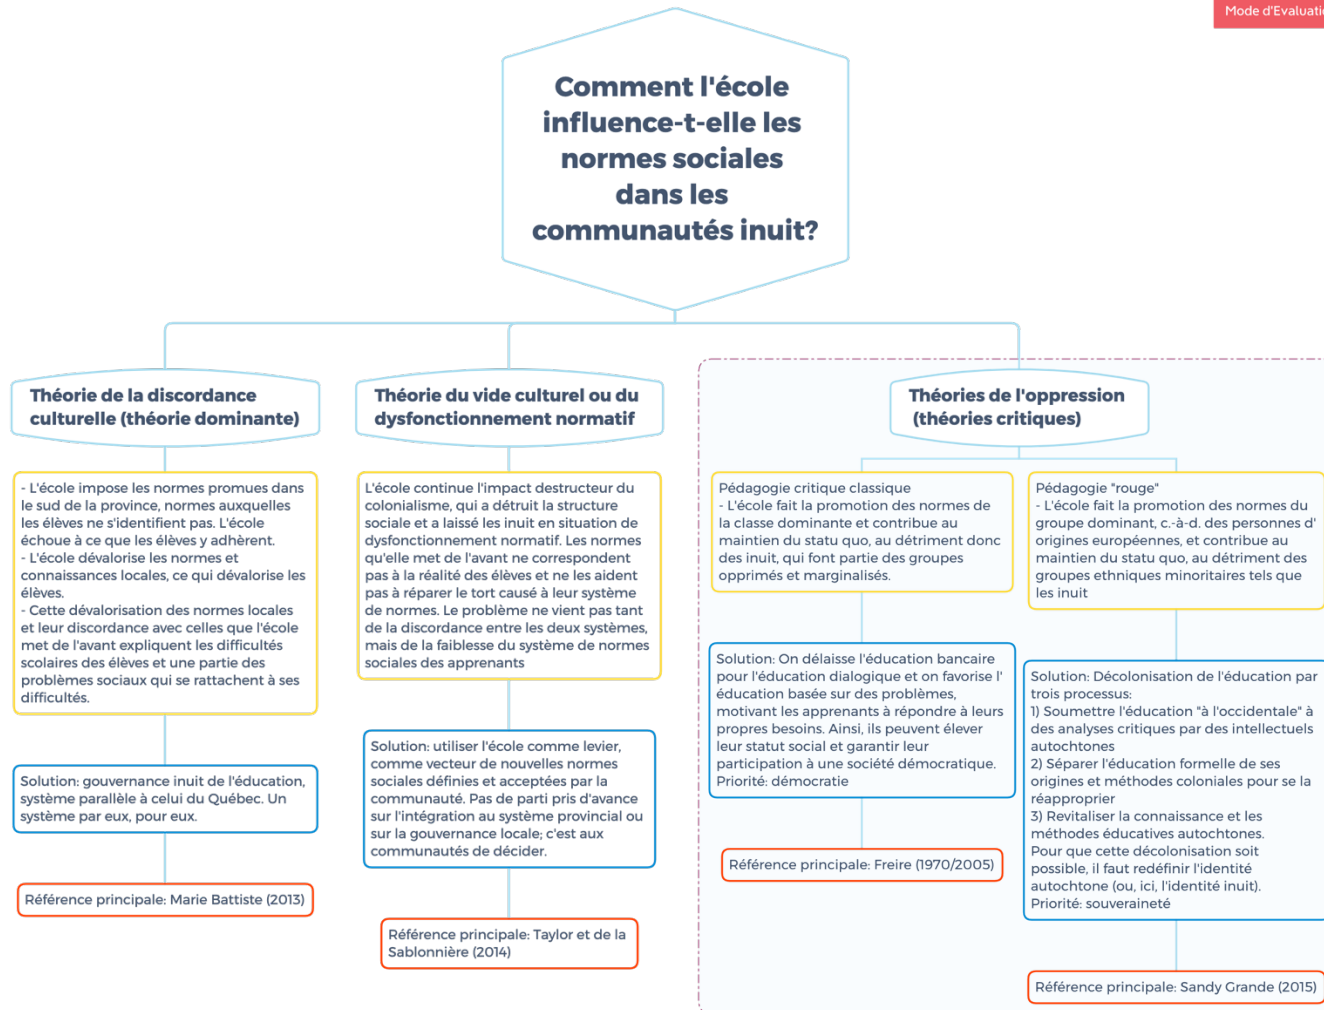 Mode d'Evaluatio
Comment l'école
influence-t-elle les
normes sociales
dans les
communautés inuit?
Théorie de la discordance
culturelle (théorie dominante)
- L'école impose les normes promues dans
le sud de la province, normes auxquelles
les élèves ne s'identifient pas. L'école
échoue à ce que les élèves y adhèrent.
- L'école dévalorise les normes et
connaissances locales, ce qui dévalorise les
élèves.
- Cette dévalorisation des normes locales
et leur discordance avec celles que l'école
met de l'avant expliquent les difficultés
scolaires des élèves et une partie des
problèmes sociaux qui se rattachent à ses
difficultés.
Solution: gouvernance inuit de l'éducation,
système parallèle à celui du Québec. Un
système par eux, pour eux.
Référence principale: Marie Battiste (2013)
Théorie du vide culturel ou du
dysfonctionnement normatif
L'école continue l'impact destructeur du
colonialisme, qui a détruit la structure
sociale et a laissé les inuit en situation de
dysfonctionnement normatif. Les normes
qu'elle met de l'avant ne correspondent
pas à la réalité des élèves et ne les aident
pas à réparer le tort causé à leur système
de normes. Le problème ne vient pas tant
de la discordance entre les deux systèmes,
mais de la faiblesse du système de normes
sociales des apprenants
Solution: utiliser l'école comme levier,
comme vecteur de nouvelles normes
sociales définies et acceptées par la
communauté. Pas de parti pris d'avance
sur l'intégration au système provincial ou
sur la gouvernance locale; c'est aux
communautés de décider.
Référence principale: Taylor et de la
Sablonnière (2014)
Théories de l'oppression
(théories critiques)
Pédagogie critique classique
- L'école fait la promotion des normes de
la classe dominante et contribue au
maintien du statu quo, au détriment donc
des inuit, qui font partie des groupes
opprimés et marginalisés.
Solution: On délaisse l'éducation bancaire
pour l'éducation dialogique et on favorise l'
éducation basée sur des problèmes,
motivant les apprenants à répondre à leurs
propres besoins. Ainsi, ils peuvent élever
leur statut social et garantir leur
participation à une société démocratique.
Priorité: démocratie
Référence principale: Freire (1970/2005)
Pédagogie "rouge"
- L'école fait la promotion des normes du
groupe dominant, c.-à-d. des personnes d'
origines européennes, et contribue au
maintien du statu quo, au détriment des
groupes ethniques minoritaires tels que
les inuit
Solution: Décolonisation de l'éducation par
trois processus:
1) Soumettre l'éducation "à l'occidentale" à
des analyses critiques par des intellectuels
autochtones
2) Séparer l'éducation formelle de ses
origines et méthodes coloniales pour se la
réapproprier
3) Revitaliser la connaissance et les
méthodes éducatives autochtones.
Pour que cette décolonisation soit
possible, il faut redéfinir l'identité
autochtone (ou, ici, l'identité inuit).
Priorité: souveraineté
Référence principale: Sandy Grande (2015)